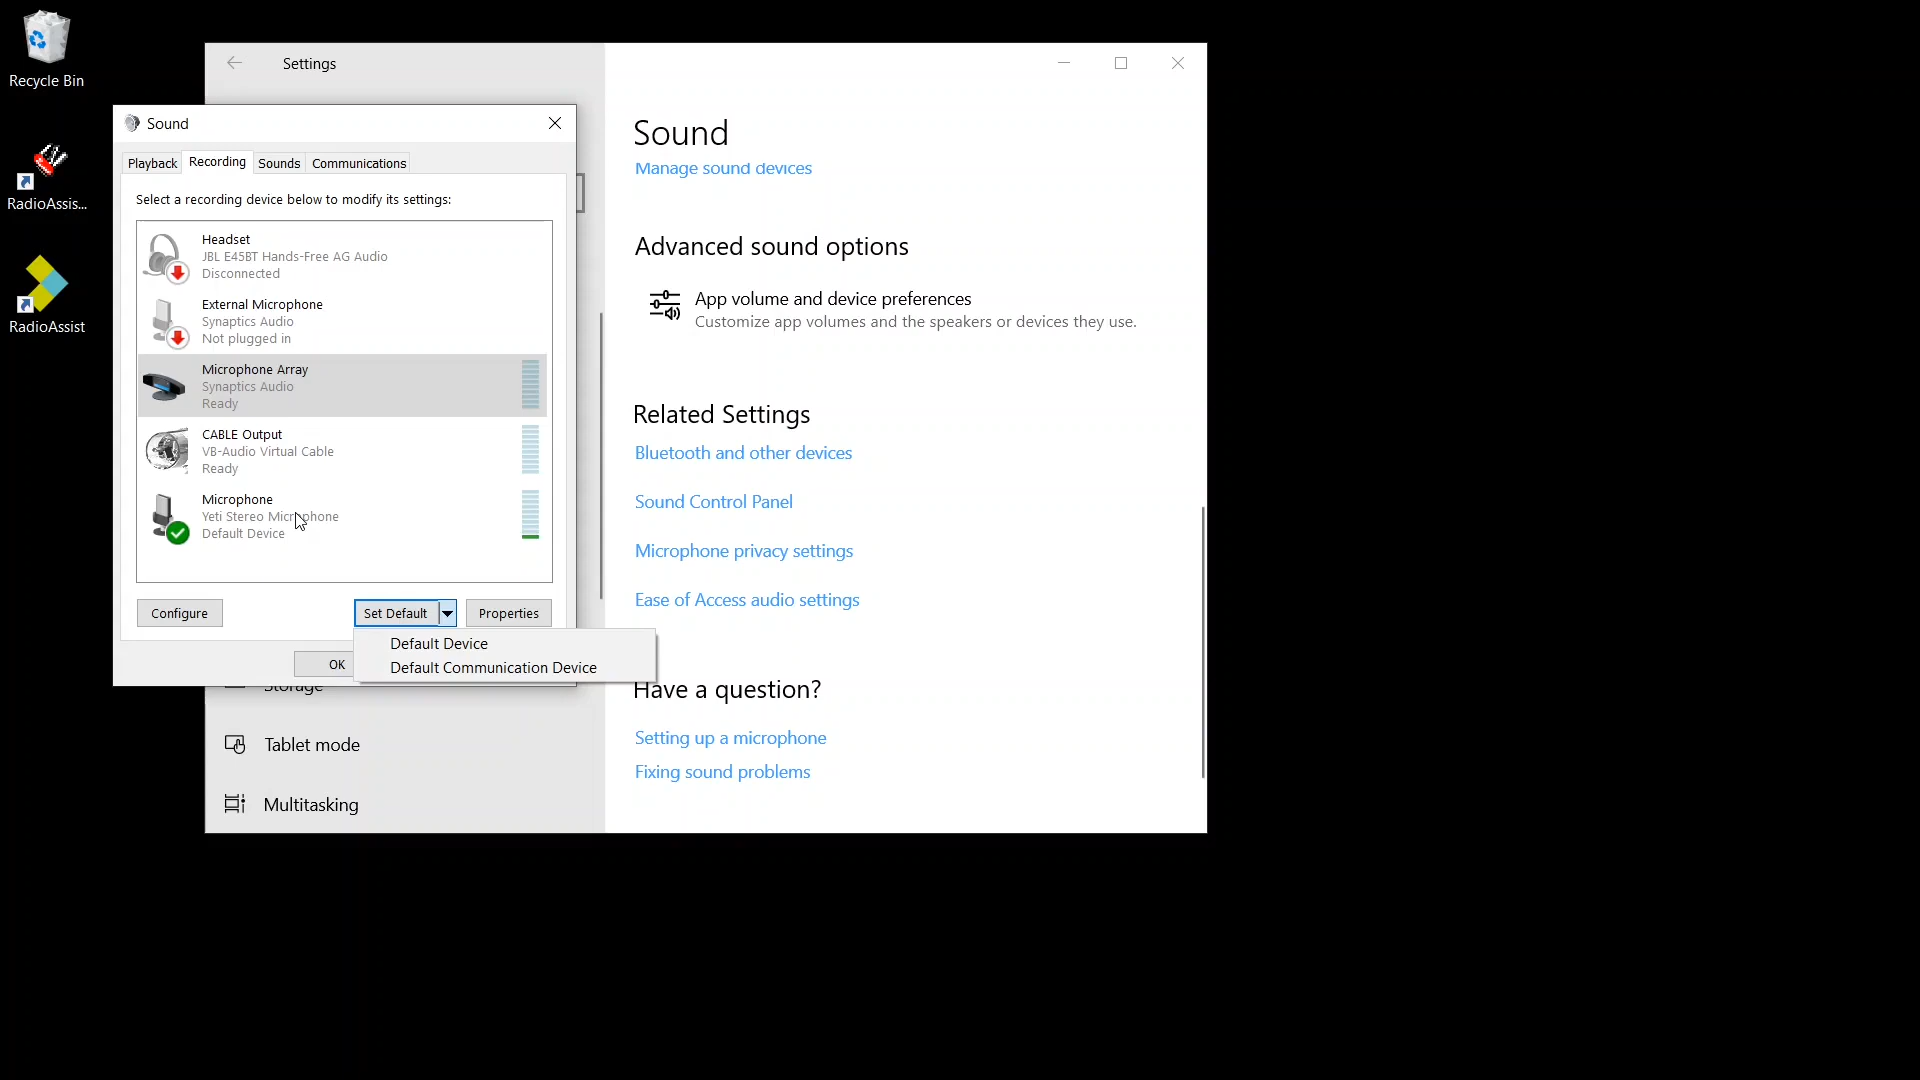 Recycle Bin
RadioAssis...
RadioAssist
Settings
Sound
Playback
Recording
Sounds
Communications
Select a recording device below to modify its settings:
Headset
JBL E45BT Hands-Free AG Audio
Disconnected
External Microphone
Synaptics Audio
Not plugged in
Microphone Array
Synaptics Audio
Ready
CABLE Output
VB-Audio Virtual Cable
Ready
Microphone
Yeti Stereo Microphone
Default Device
Configure
Set Default
Properties
Default Device
Default Communication Device
OK
Storage
Tablet mode
Multitasking
Sound
Manage sound devices
Advanced sound options
App volume and device preferences
Customize app volumes and the speakers or devices they use.
Related Settings
Bluetooth and other devices
Sound Control Panel
Microphone privacy settings
Ease of Access audio settings
Have a question?
Setting up a microphone
Fixing sound problems